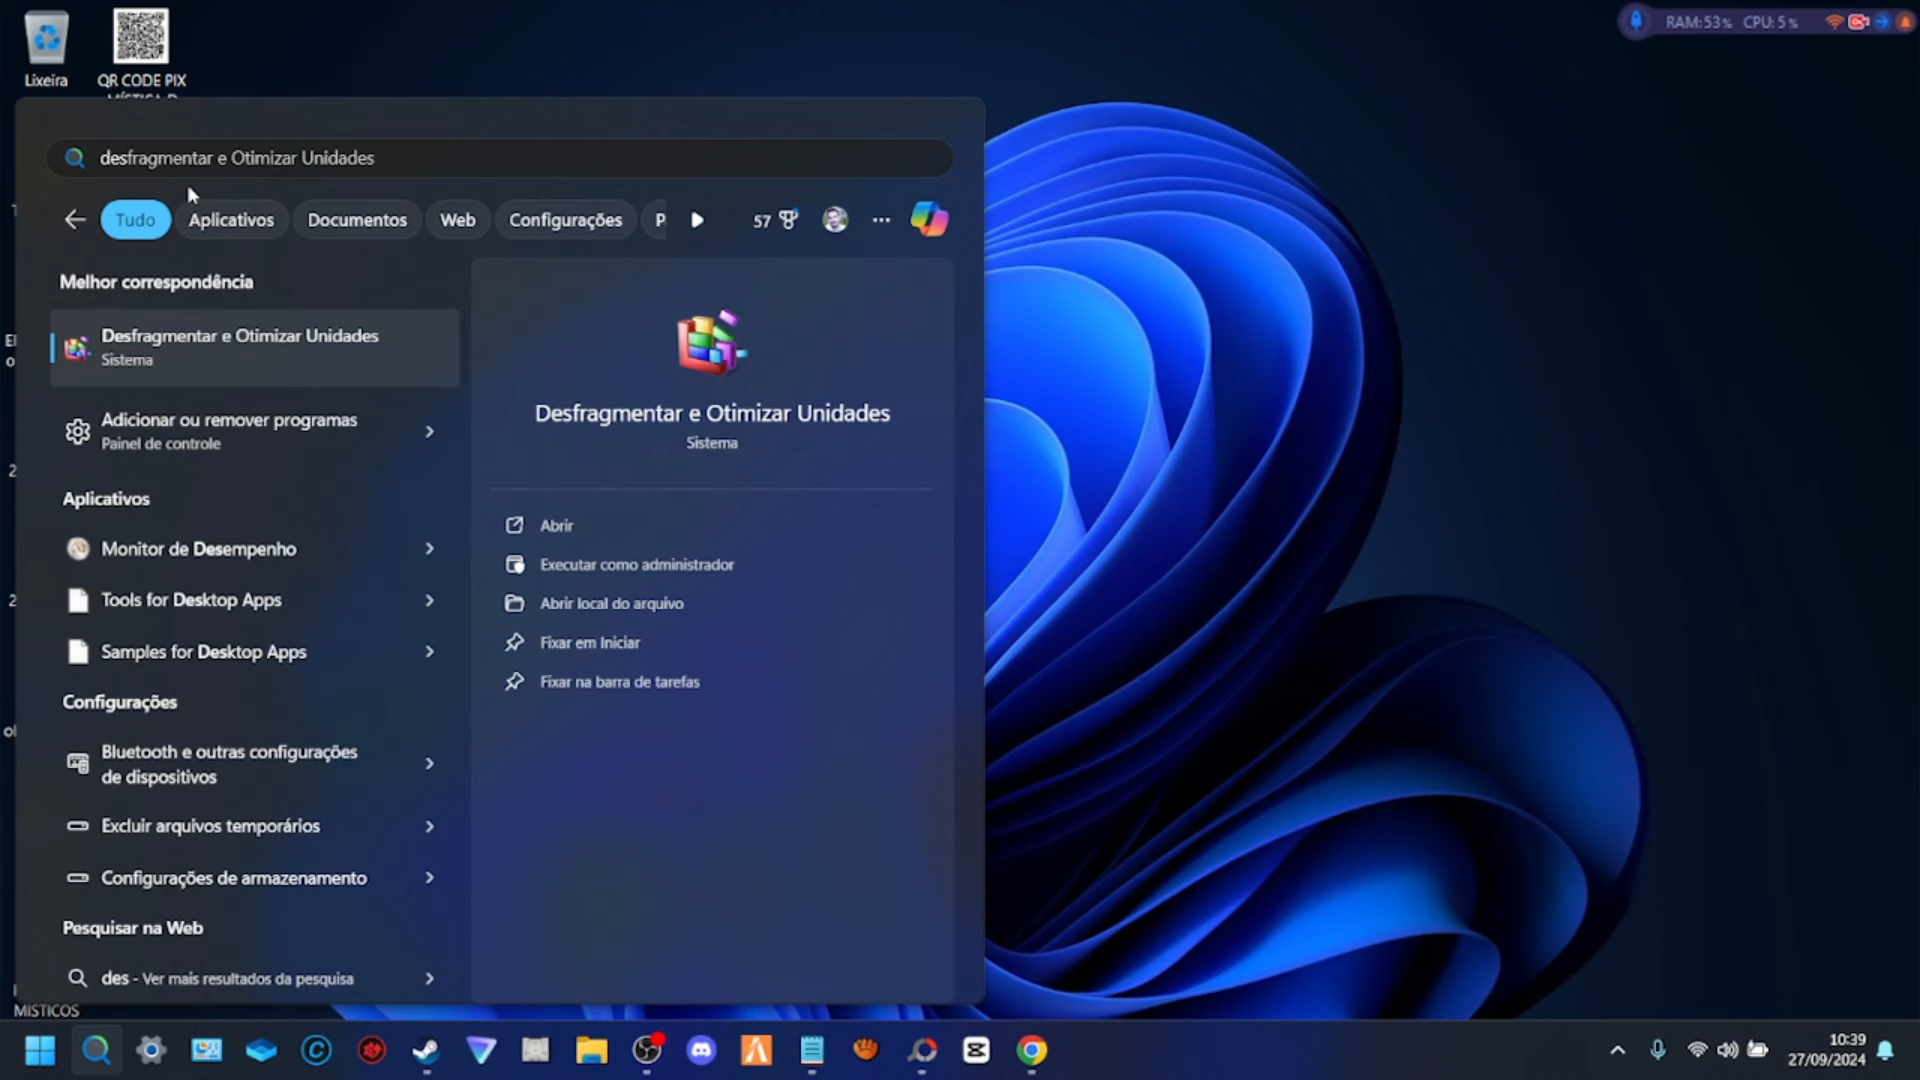 RAM: 53% CPU: 5%
Lixeira
QR CODE PIX
desfragmentar e Otimizar Unidades
Tudo
Aplicativos
Documentos
Web
Configurações
P
57
Melhor correspondência
Desfragmentar e Otimizar Unidades
Sistema
Adicionar ou remover programas
Painel de controle
Aplicativos
Monitor de Desempenho
Tools for Desktop Apps
Samples for Desktop Apps
Configurações
Bluetooth e outras configurações
de dispositivos
Excluir arquivos temporários
Configurações de armazenamento
Pesquisar na Web
des - Ver mais resultados da pesquisa
Desfragmentar e Otimizar Unidades
Sistema
Abrir
Executar como administrador
Abrir local do arquivo
Fixar em Iniciar
Fixar na barra de tarefas
MISTICOS
10:39
27/09/2024